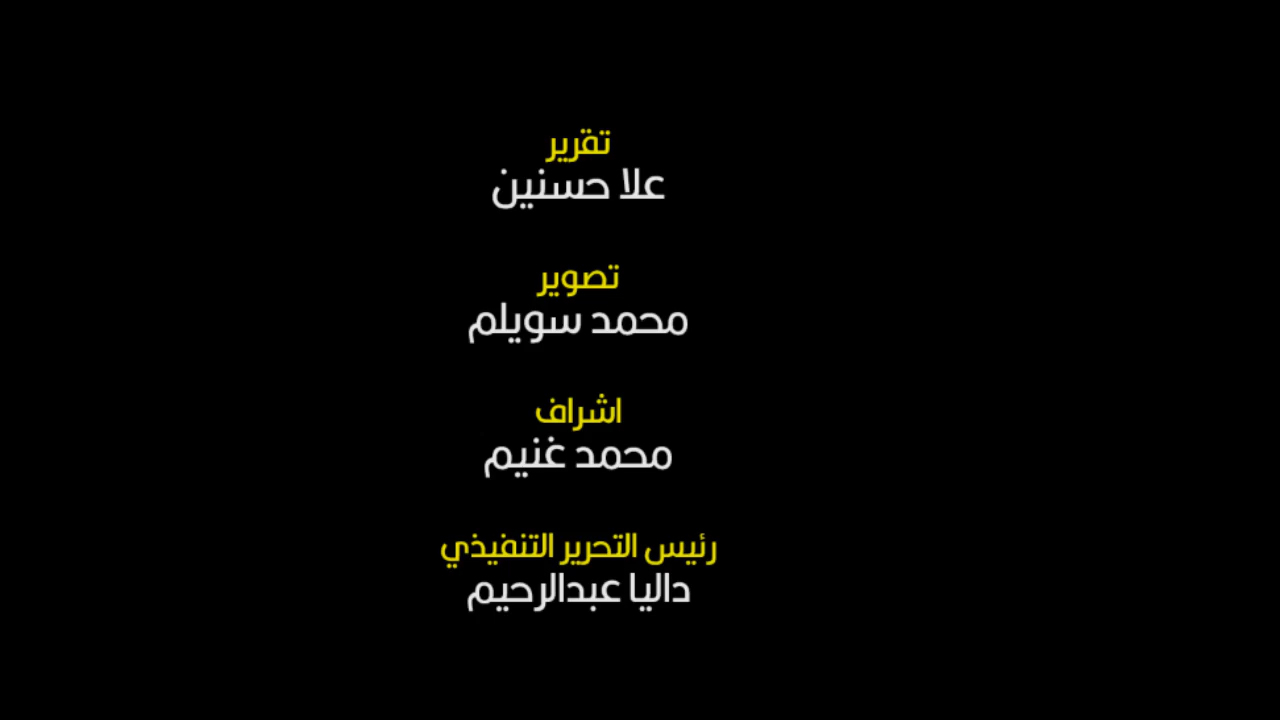 تقرير
علا حسنين
تصوير
محمد سويلم
اشراف
محمد غنيم
رئيس التحرير التنفيذي
داليا عبدالرحيم